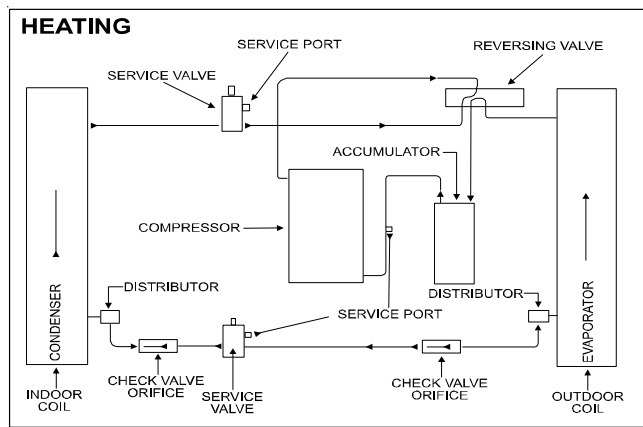 HEATING
SERVICE PORT
SERVICE VALVE
REVERSING VALVE
ACCUMULATOR
COMPRESSOR
DISTRIBUTOR
DISTRIBUTOR
SERVICE PORT
CONDENSER
EVAPORATOR
INDOOR
COIL
CHECK VALVE
ORIFICE
SERVICE
VALVE
CHECK VALVE
ORIFICE
OUTDOOR
COIL